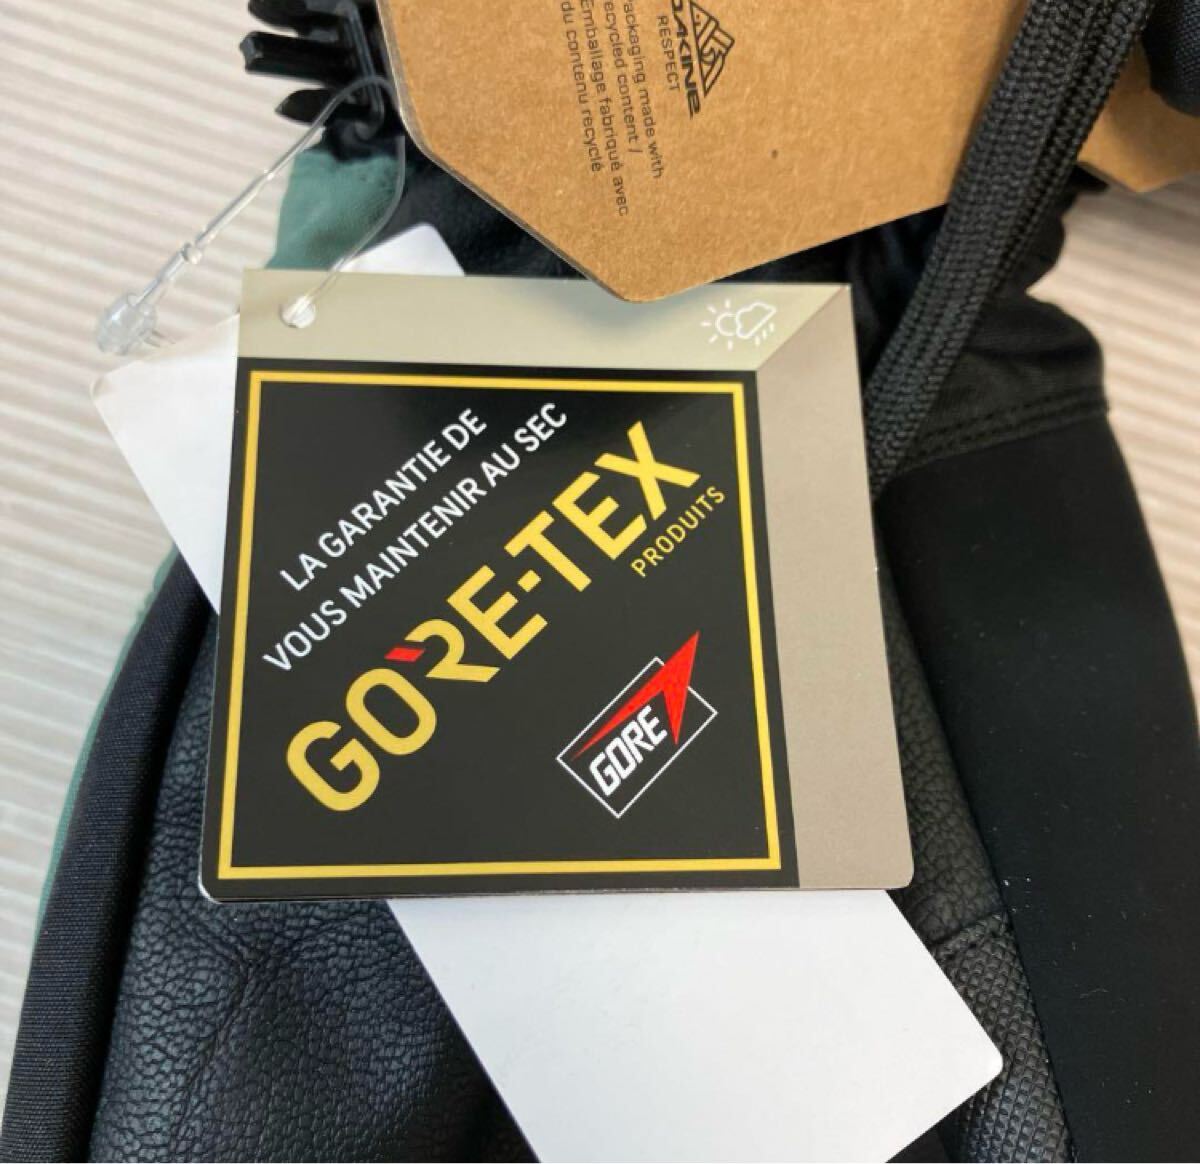 DAKINE
RESPECT
Packaging made with
recycled content /
Emballage fabriqué avec
du contenu recyclé
LA GARANTIE DE
VOUS MAINTENIR AU SEC
GORE-TEX
PRODUITS
GORE